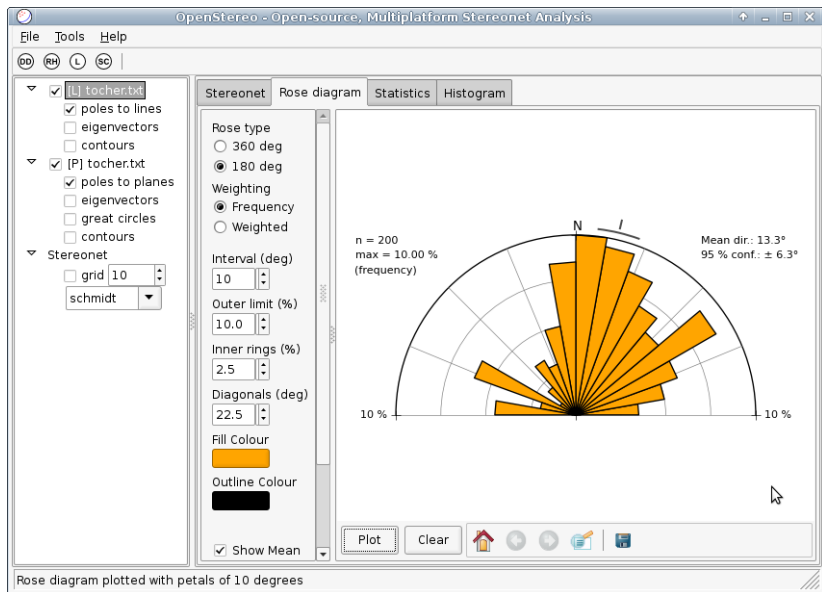 OpenStereo - Open-source, Multiplatform Stereonet Analysis
File Tools Help
DD RH L SC
[L] tocher.txt
poles to lines
eigenvectors
contours
[P] tocher.txt
poles to planes
eigenvectors
great circles
contours
Stereonet
grid 10
schmidt
Stereonet Rose diagram Statistics Histogram
Rose type
360 deg
180 deg
Weighting
Frequency
Weighted
Interval (deg)
10
Outer limit (%)
10.0
Inner rings (%)
2.5
Diagonals (deg)
22.5
Fill Colour
Outline Colour
Show Mean
n = 200
max = 10.00 %
(frequency)
N
Mean dir.: 13.3°
95 % conf.: ± 6.3°
10 %
10 %
Plot Clear
Rose diagram plotted with petals of 10 degrees